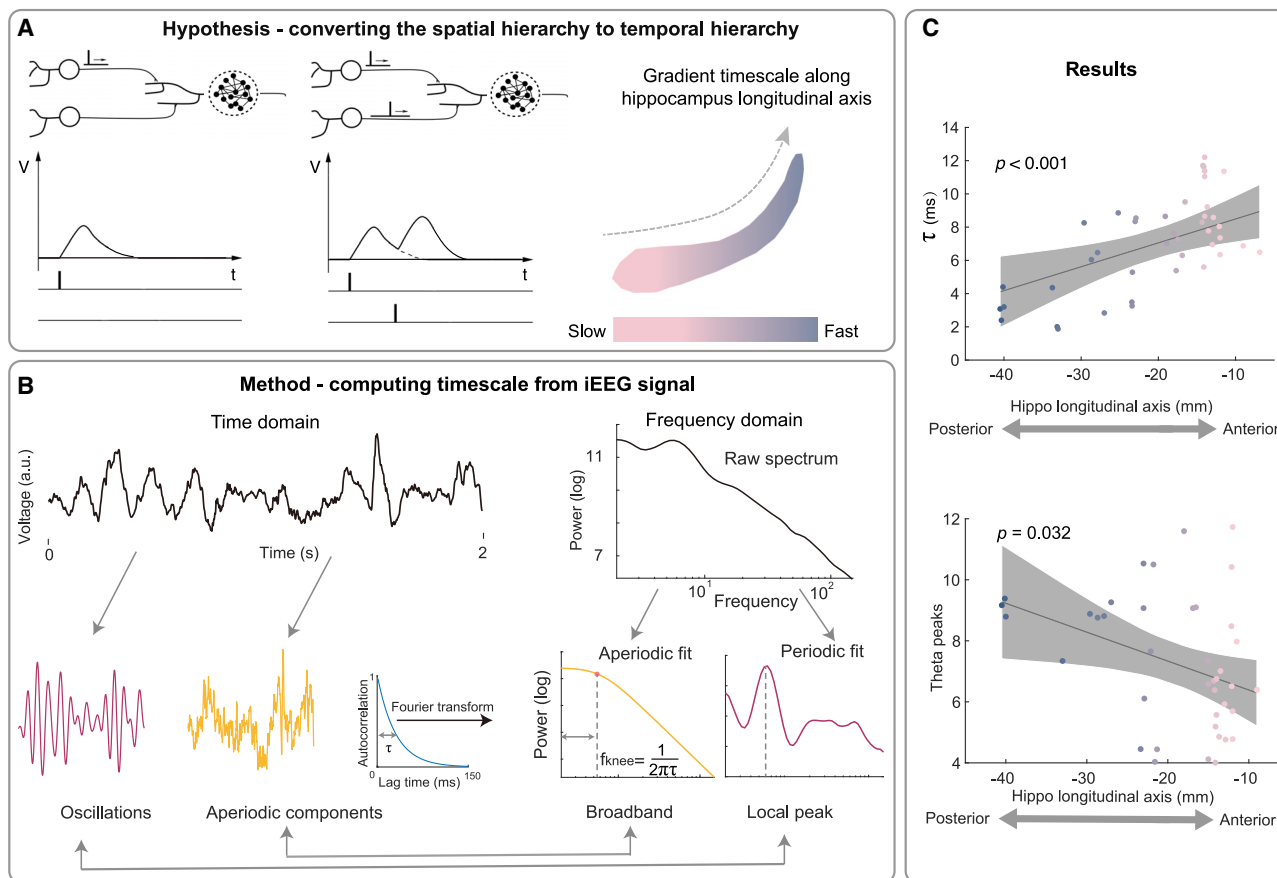 A
Hypothesis - converting the spatial hierarchy to temporal hierarchy
V
t
V
t
Gradient timescale along
hippocampus longitudinal axis
Slow
Fast
B
Method - computing timescale from iEEG signal
Time domain
Voltage (a.u.)
0
Time (s)
2
Frequency domain
Raw spectrum
Power (log)
11
7
10¹
10²
Frequency
Oscillations
Aperiodic components
Autocorrelation
1
τ
0
150
Lag time (ms)
Fourier transform
Aperiodic fit
Power (log)
fknee= 1/2πτ
Broadband
Periodic fit
Local peak
C
Results
p < 0.001
τ (ms)
14
12
10
8
6
4
2
0
-40
-30
-20
-10
Hippo longitudinal axis (mm)
Posterior
Anterior
p = 0.032
Theta peaks
12
10
8
6
4
-40
-30
-20
-10
Hippo longitudinal axis (mm)
Posterior
Anterior